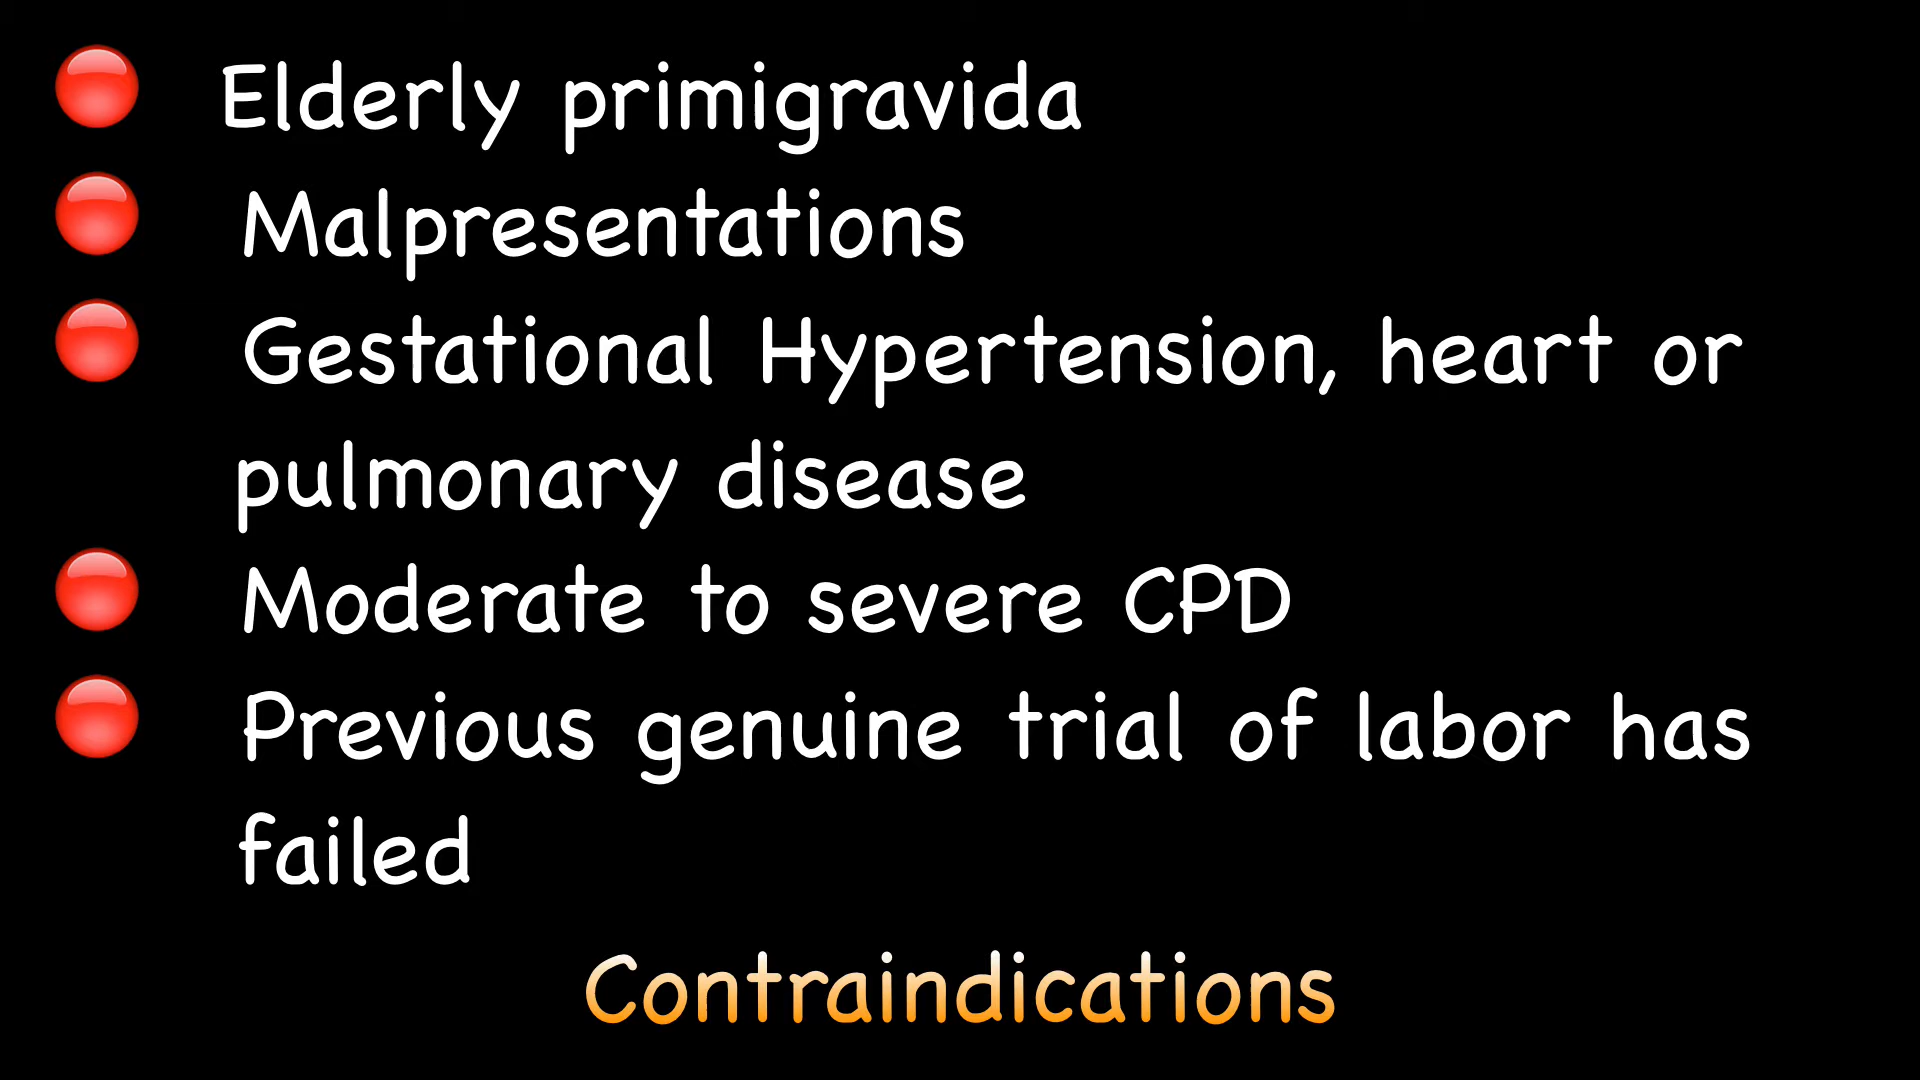 Elderly primigravida
Malpresentations
Gestational Hypertension, heart or
pulmonary disease
Moderate to severe CPD
Previous genuine trial of labor has
failed
Contraindications